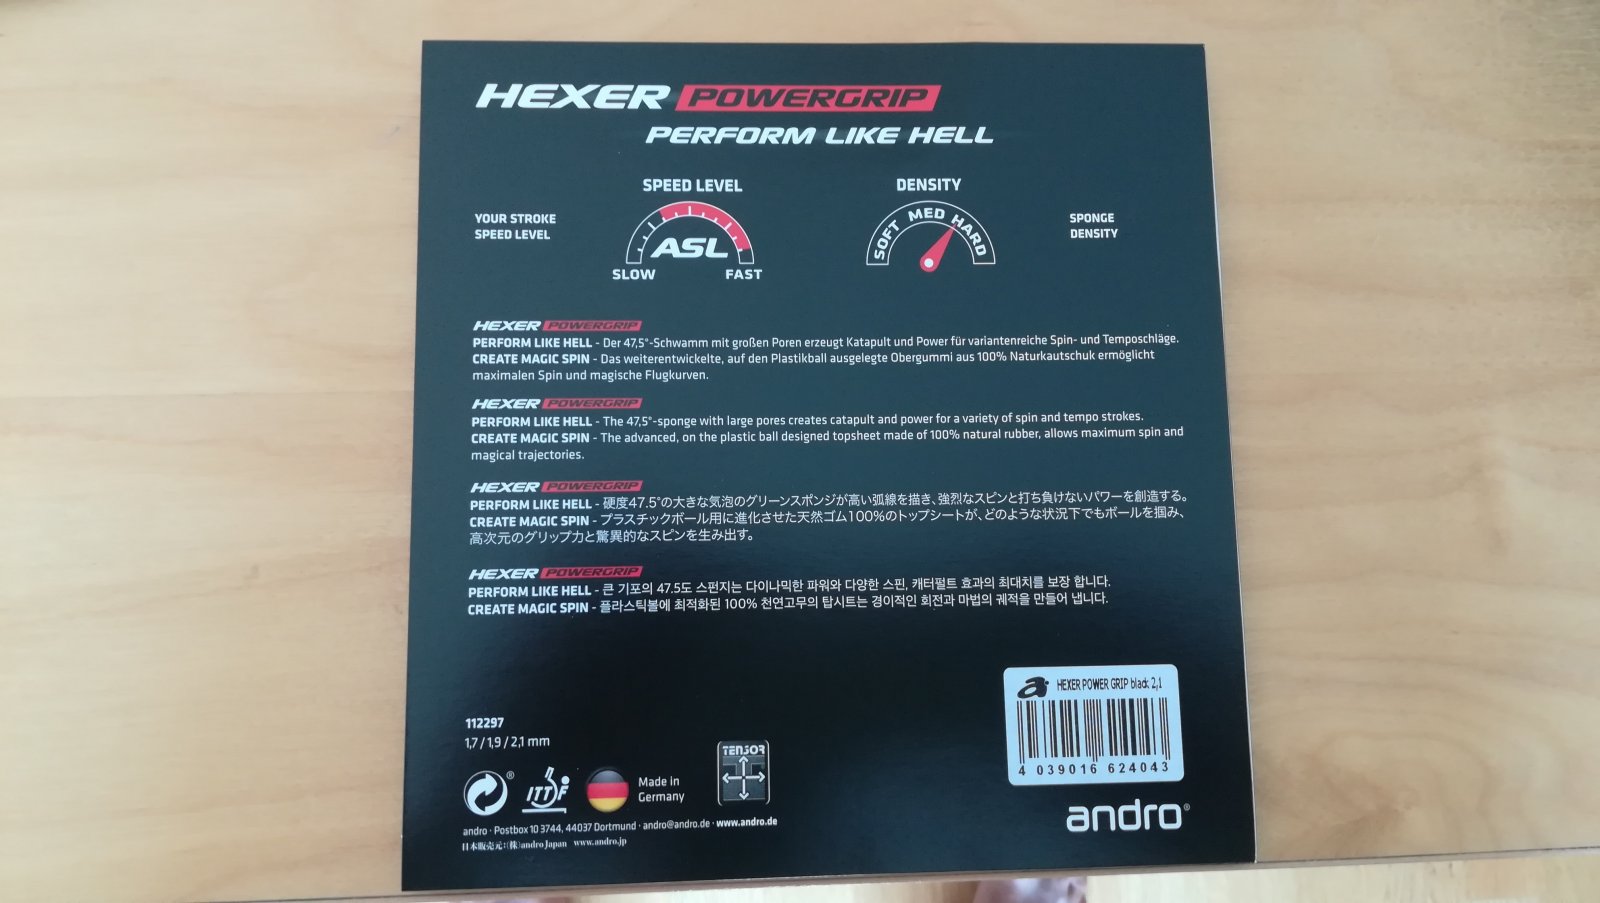 HEXER POWERGRIP
PERFORM LIKE HELL
SPEED LEVEL
DENSITY
YOUR STROKE
SPEED LEVEL
ASL
SLOW
FAST
SOFT MED HARD
SPONGE
DENSITY
HEXER POWERGRIP
PERFORM LIKE HELL - Der 47,5°-Schwamm mit großen Poren erzeugt Katapult und Power für variantenreiche Spin- und Temposchläge.
CREATE MAGIC SPIN - Das weiterentwickelte, auf den Plastikball ausgelegte Obergummi aus 100% Naturkautschuk ermöglicht
maximalen Spin und magische Flugkurven.
HEXER POWERGRIP
PERFORM LIKE HELL - The 47,5°-sponge with large pores creates catapult and power for a variety of spin and tempo strokes.
CREATE MAGIC SPIN - The advanced, on the plastic ball designed topsheet made of 100% natural rubber, allows maximum spin and
magical trajectories.
HEXER POWERGRIP
PERFORM LIKE HELL - 硬度47.5°の大きな気泡のグリーンスポンジが高い弧線を描き、強烈なスピンと打ち負けないパワーを創造する。
CREATE MAGIC SPIN - プラスチックボール用に進化させた天然ゴム100%のトップシートが、どのような状況下でもボールを掴み、
高次元のグリップ力と驚異的なスピンを生み出す。
HEXER POWERGRIP
PERFORM LIKE HELL - 큰 기포의 47.5도 스펀지는 다이나믹한 파워와 다양한 스핀, 캐터펄트 효과의 최대치를 보장 합니다.
CREATE MAGIC SPIN - 플라스틱볼에 최적화된 100% 천연고무의 탑시트는 경이적인 회전과 마법의 궤적을 만들어 냅니다.
112297
1,7 / 1,9 / 2,1 mm
ITTF
Made in
Germany
TENSOR
andro · Postbox 10 3744, 44037 Dortmund · andro@andro.de · www.andro.de
日本販売元:(株)andro Japan www.andro.jp
HEXER POWER GRIP black 2,1
4 039016 624043
andro®